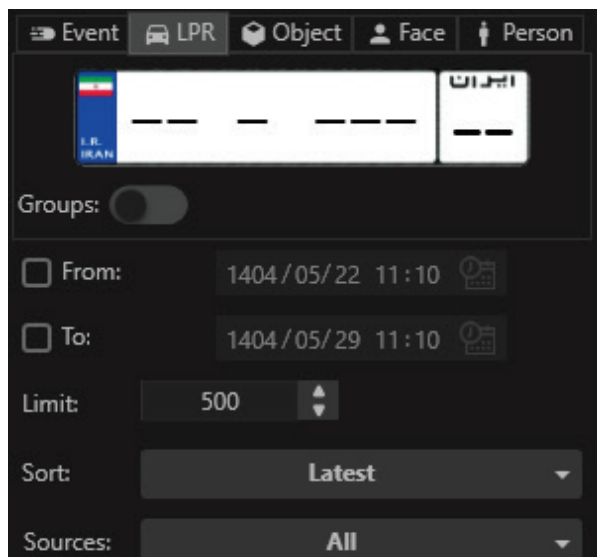 Event LPR Object Face Person
ایران
I.R.
IRAN
-- - --- --
Groups:
From: 1404/05/22 11:10
To: 1404/05/29 11:10
Limit: 500
Sort: Latest
Sources: All